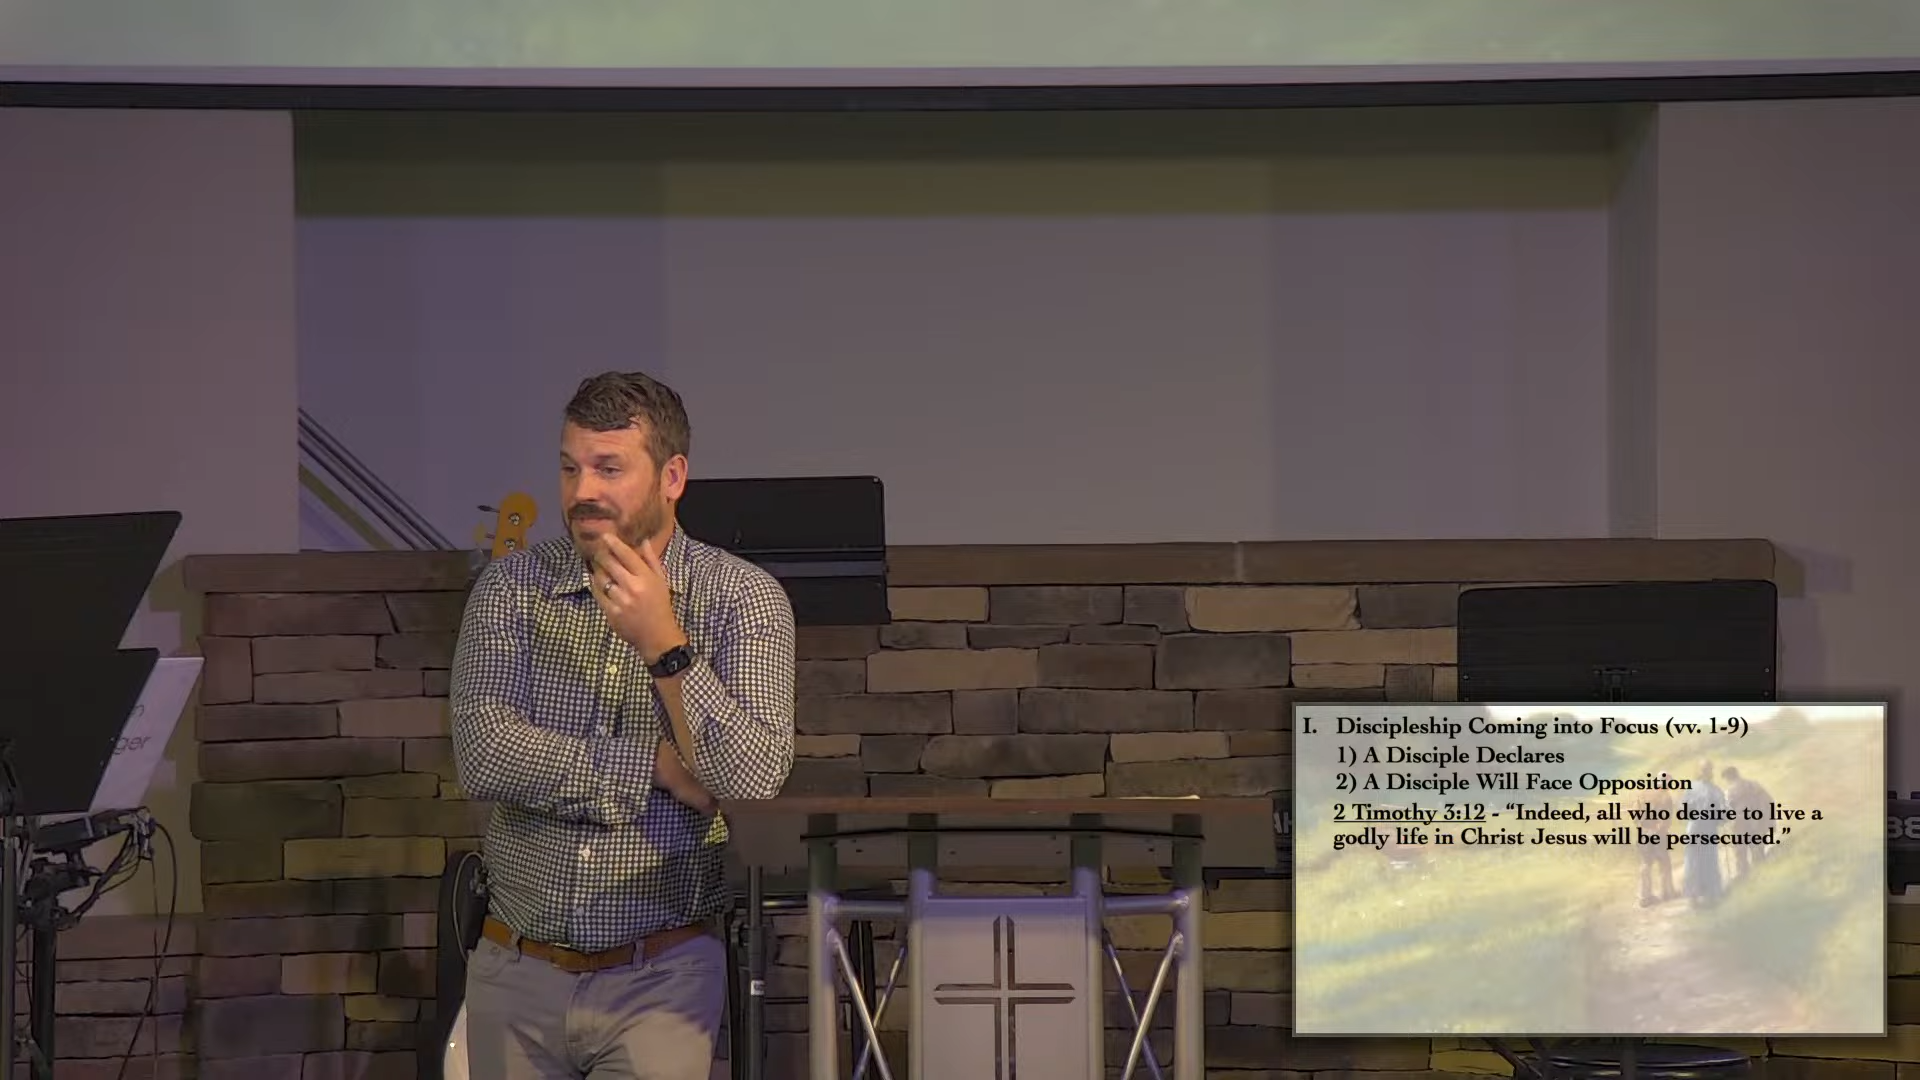 I. Discipleship Coming into Focus (vv. 1-9)
1) A Disciple Declares
2) A Disciple Will Face Opposition
2 Timothy 3:12 - “Indeed, all who desire to live a
godly life in Christ Jesus will be persecuted.”